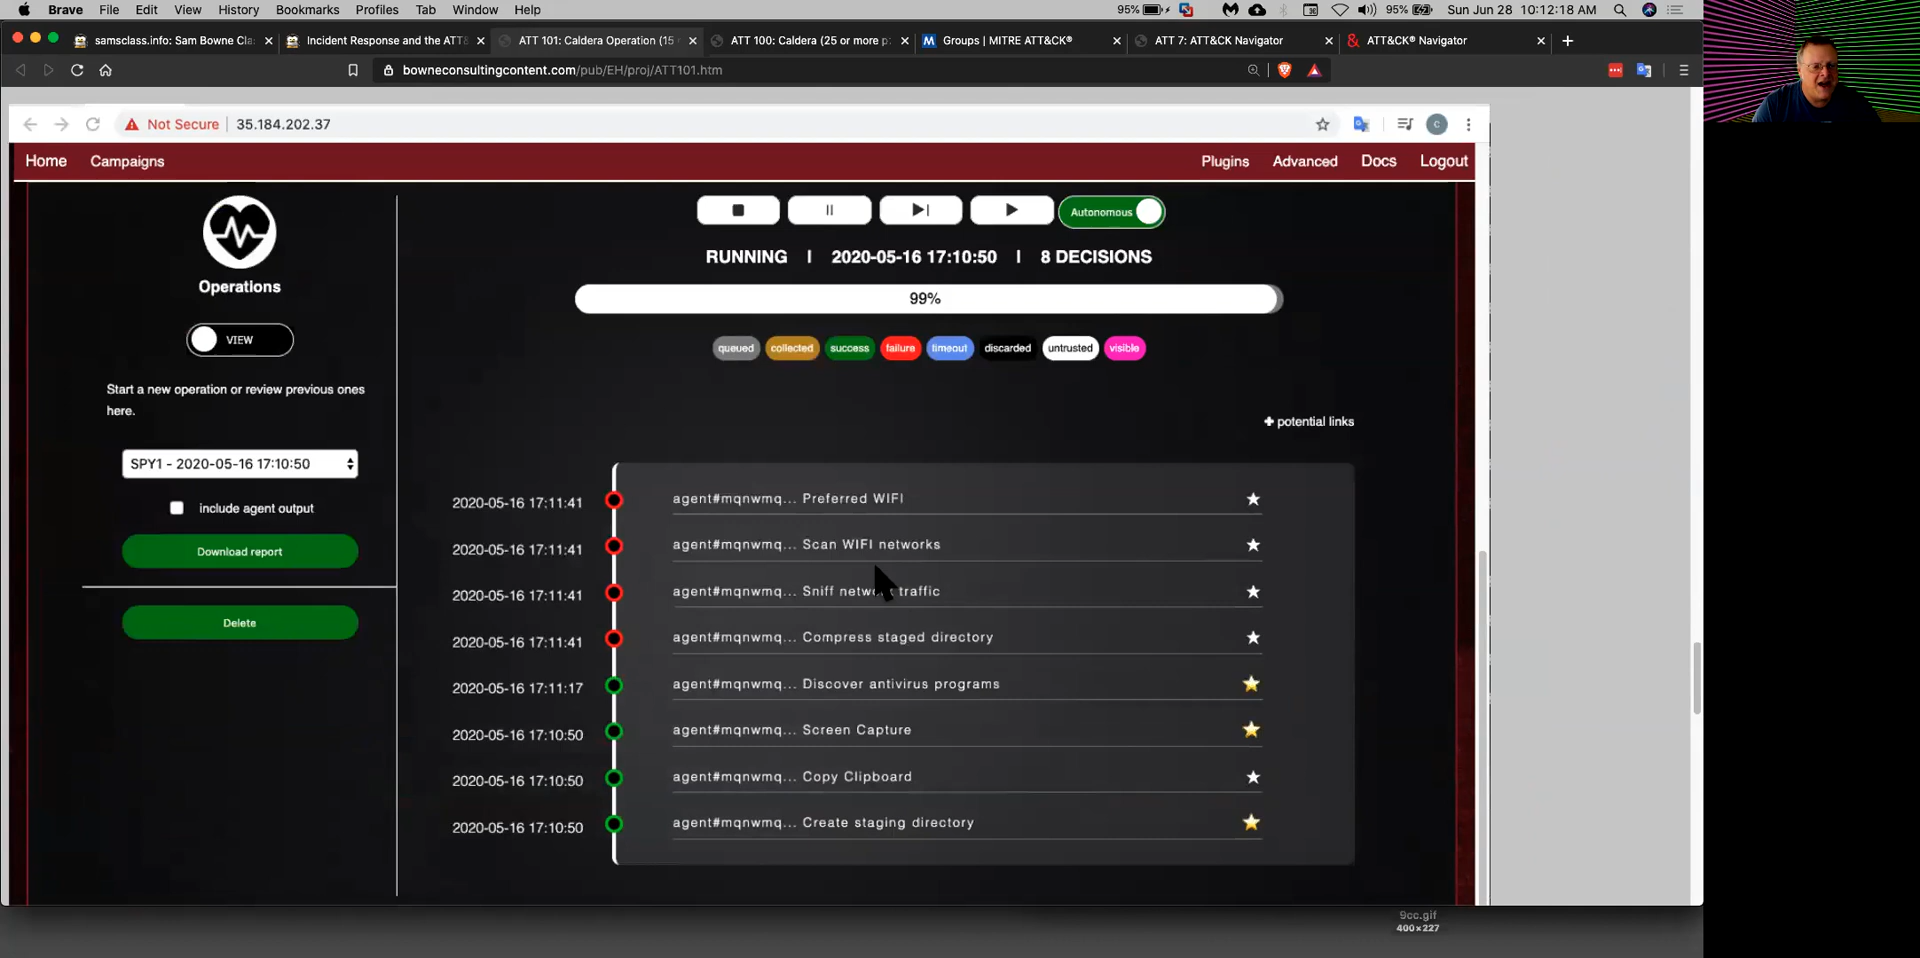 Brave File Edit View History Bookmarks Profiles Tab Window Help 95% 95% Sun Jun 28 10:12:18 AM
samsclass.info: Sam Bowne Cla
Incident Response and the ATT&
ATT 101: Caldera Operation (15
ATT 100: Caldera (25 or more p
Groups | MITRE ATT&CK®
ATT 7: ATT&CK Navigator
ATT&CK® Navigator
bowneconsultingcontent.com/pub/EH/proj/ATT101.htm
Not Secure 35.184.202.37
Home Campaigns Plugins Advanced Docs Logout
Autonomous
RUNNING | 2020-05-16 17:10:50 | 8 DECISIONS
99%
queued collected success failure timeout discarded untrusted visible
+ potential links
Operations
VIEW
Start a new operation or review previous ones
here.
SPY1 - 2020-05-16 17:10:50
include agent output
Download report
Delete
2020-05-16 17:11:41 agent#mqnwmq... Preferred WIFI
2020-05-16 17:11:41 agent#mqnwmq... Scan WIFI networks
2020-05-16 17:11:41 agent#mqnwmq... Sniff network traffic
2020-05-16 17:11:41 agent#mqnwmq... Compress staged directory
2020-05-16 17:11:17 agent#mqnwmq... Discover antivirus programs
2020-05-16 17:10:50 agent#mqnwmq... Screen Capture
2020-05-16 17:10:50 agent#mqnwmq... Copy Clipboard
2020-05-16 17:10:50 agent#mqnwmq... Create staging directory
9cc.gif
400×227